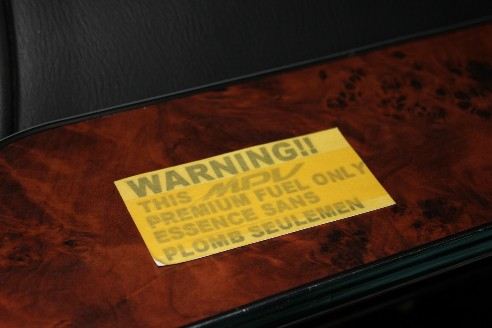 WARNING!!
THIS MPV
PREMIUM FUEL ONLY
ESSENCE SANS
PLOMB SEULEMEN